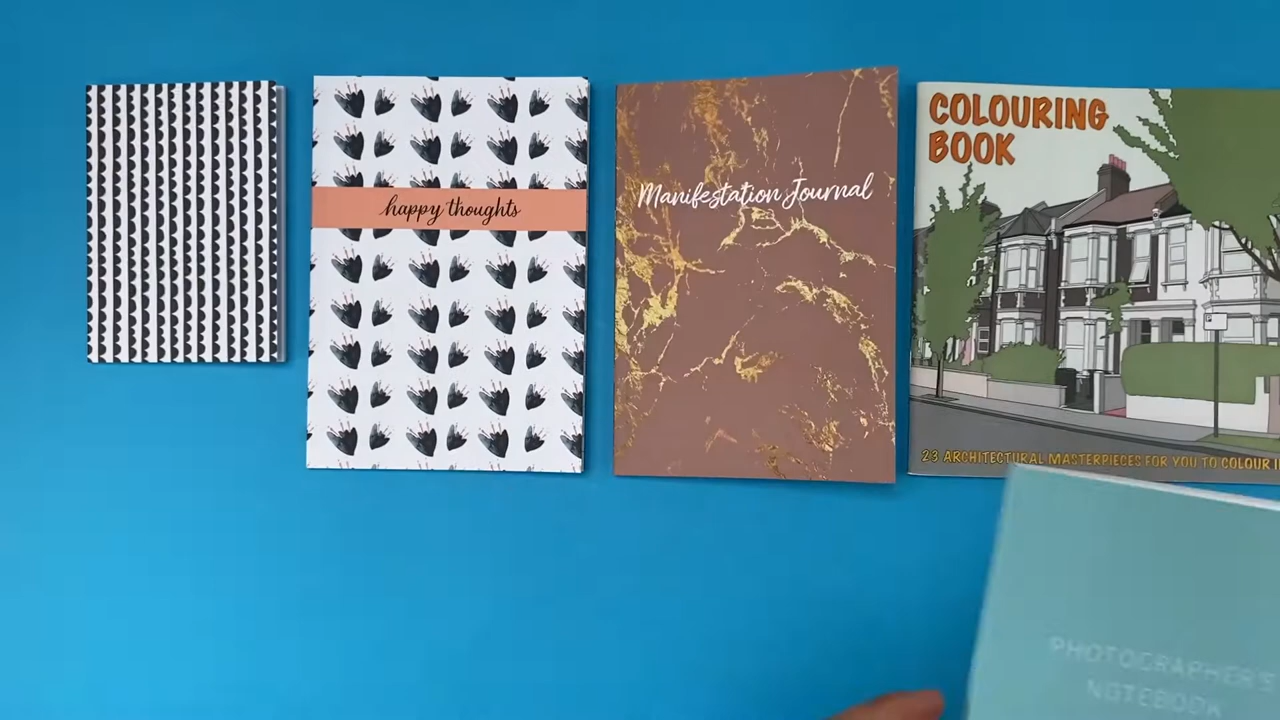 happy thoughts
Manifestation Journal
COLOURING
BOOK
23 ARCHITECTURAL MASTERPIECES FOR YOU TO COLOUR
PHOTOGRAPHER'S
NOTEBOOK